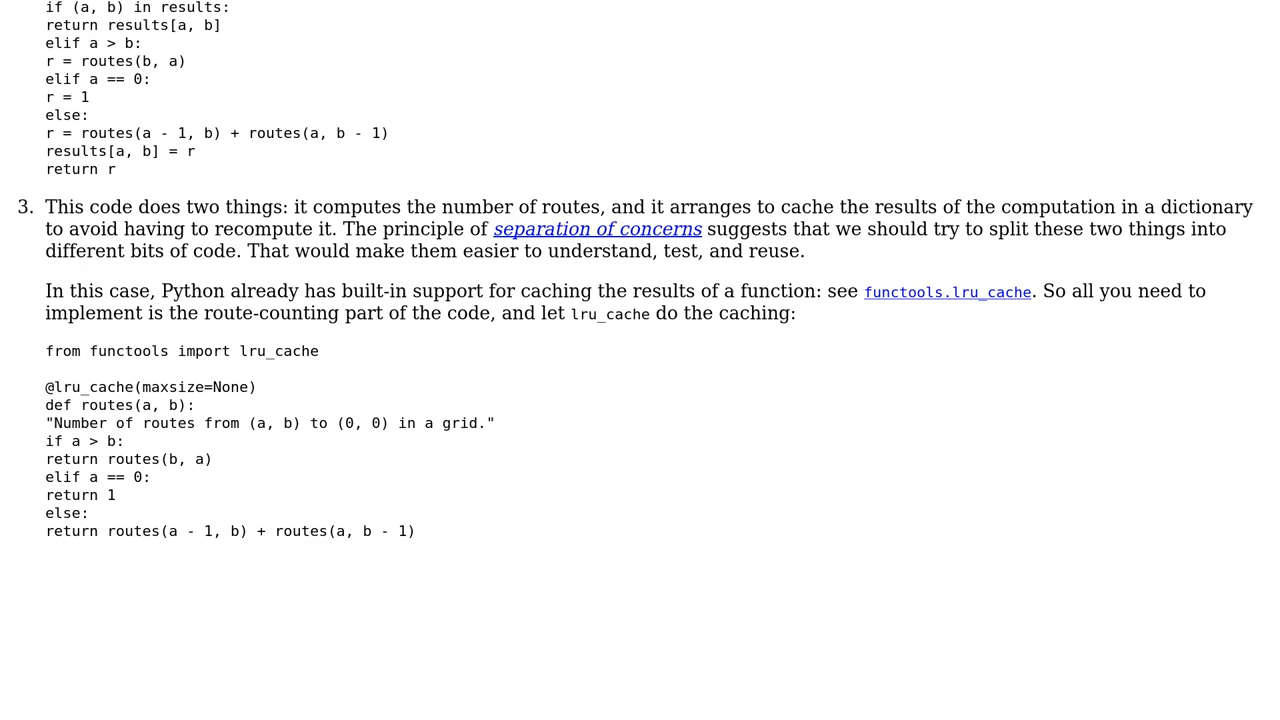 if (a, b) in results:
return results[a, b]
elif a > b:
r = routes(b, a)
elif a == 0:
r = 1
else:
r = routes(a - 1, b) + routes(a, b - 1)
results[a, b] = r
return r
3. This code does two things: it computes the number of routes, and it arranges to cache the results of the computation in a dictionary
to avoid having to recompute it. The principle of separation of concerns suggests that we should try to split these two things into
different bits of code. That would make them easier to understand, test, and reuse.
In this case, Python already has built-in support for caching the results of a function: see functools.lru_cache. So all you need to
implement is the route-counting part of the code, and let lru_cache do the caching:
from functools import lru_cache
@lru_cache(maxsize=None)
def routes(a, b):
"Number of routes from (a, b) to (0, 0) in a grid."
if a > b:
return routes(b, a)
elif a == 0:
return 1
else:
return routes(a - 1, b) + routes(a, b - 1)